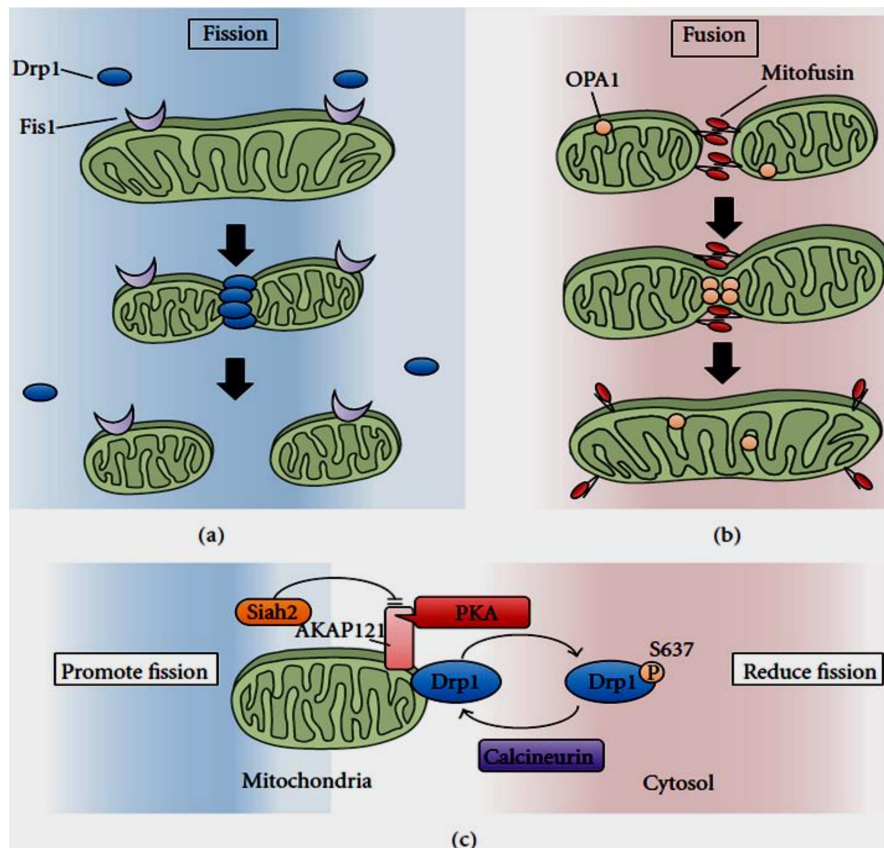 Fission
Drp1
Fis1
(a)
Fusion
OPA1
Mitofusin
(b)
Siah2
AKAP121
PKA
S637
Promote fission
Drp1
Drp1
P
Reduce fission
Calcineurin
Mitochondria
Cytosol
(c)